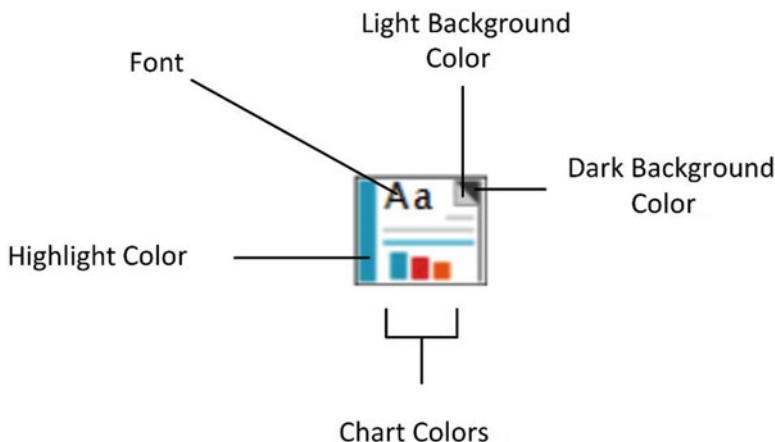 Light Background
Color
Font
Dark Background
Color
Aa
Highlight Color
Chart Colors